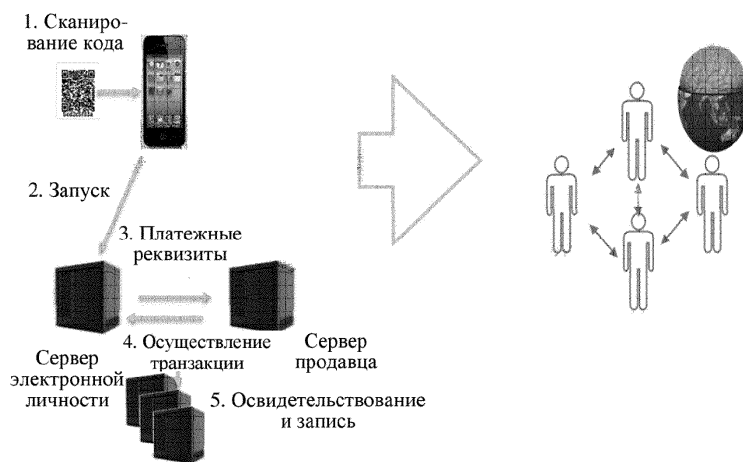 1. Сканиро-
вание кода
2. Запуск
3. Платежные
реквизиты
4. Осуществление
транзакции
Сервер
электронной
личности
Сервер
продавца
5. Освидетельствование
и запись